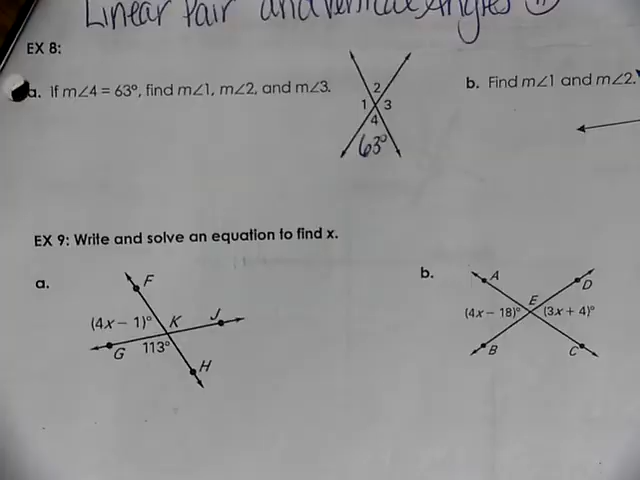 Linear Pair and Vertical Angles
EX 8:
a. If m∠4 = 63°, find m∠1, m∠2, and m∠3.
2
1 3
4
63°
b. Find m∠1 and m∠2.
EX 9: Write and solve an equation to find x.
a.
F
(4x − 1)° K J
G 113°
H
b.
A
D
E
(4x − 18)° (3x + 4)°
B
C